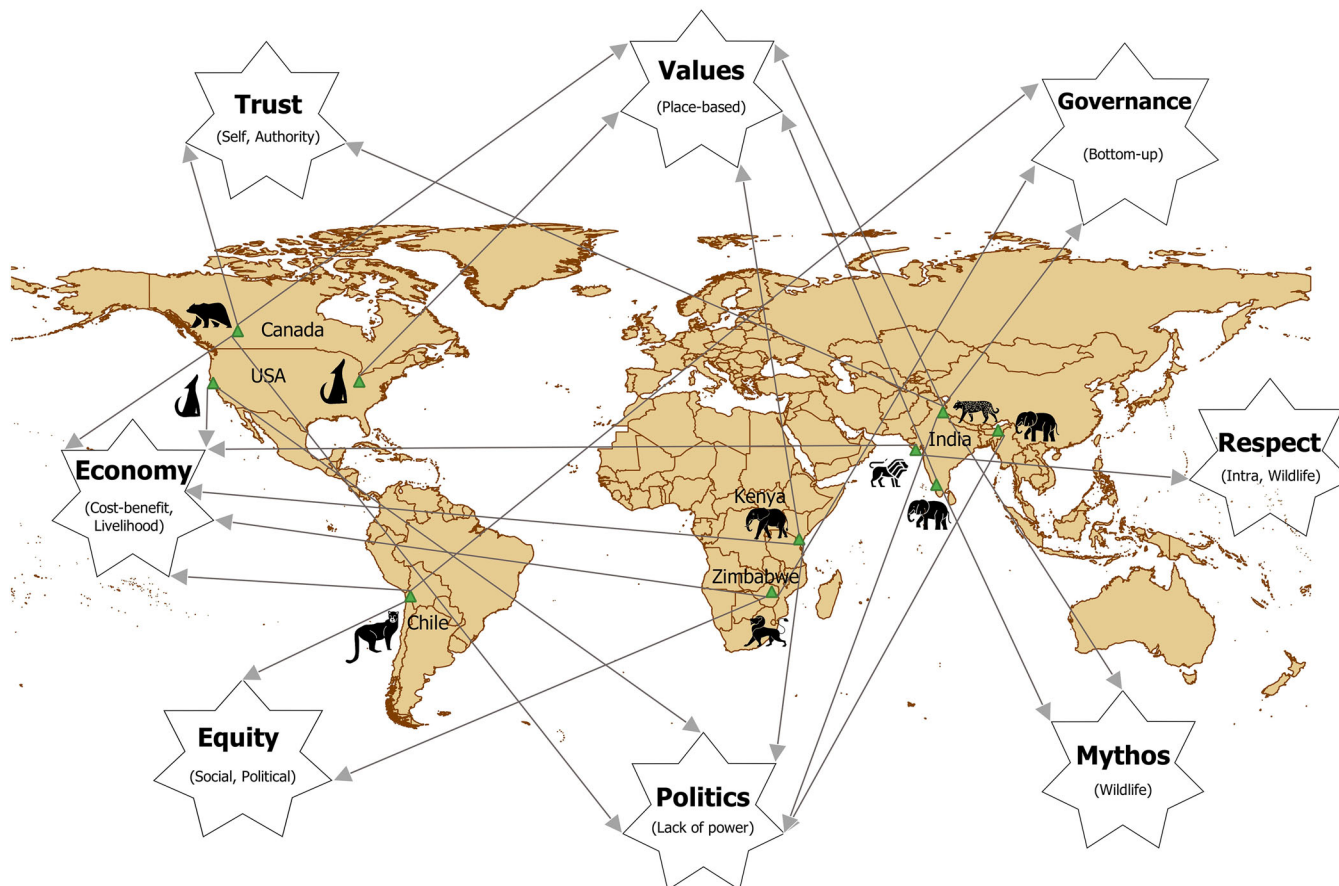 Trust
(Self, Authority)
Values
(Place-based)
Governance
(Bottom-up)
Canada
USA
Economy
(Cost-benefit,
Livelihood)
India
Respect
(Intra, Wildlife)
Kenya
Zimbabwe
Chile
Equity
(Social, Political)
Politics
(Lack of power)
Mythos
(Wildlife)